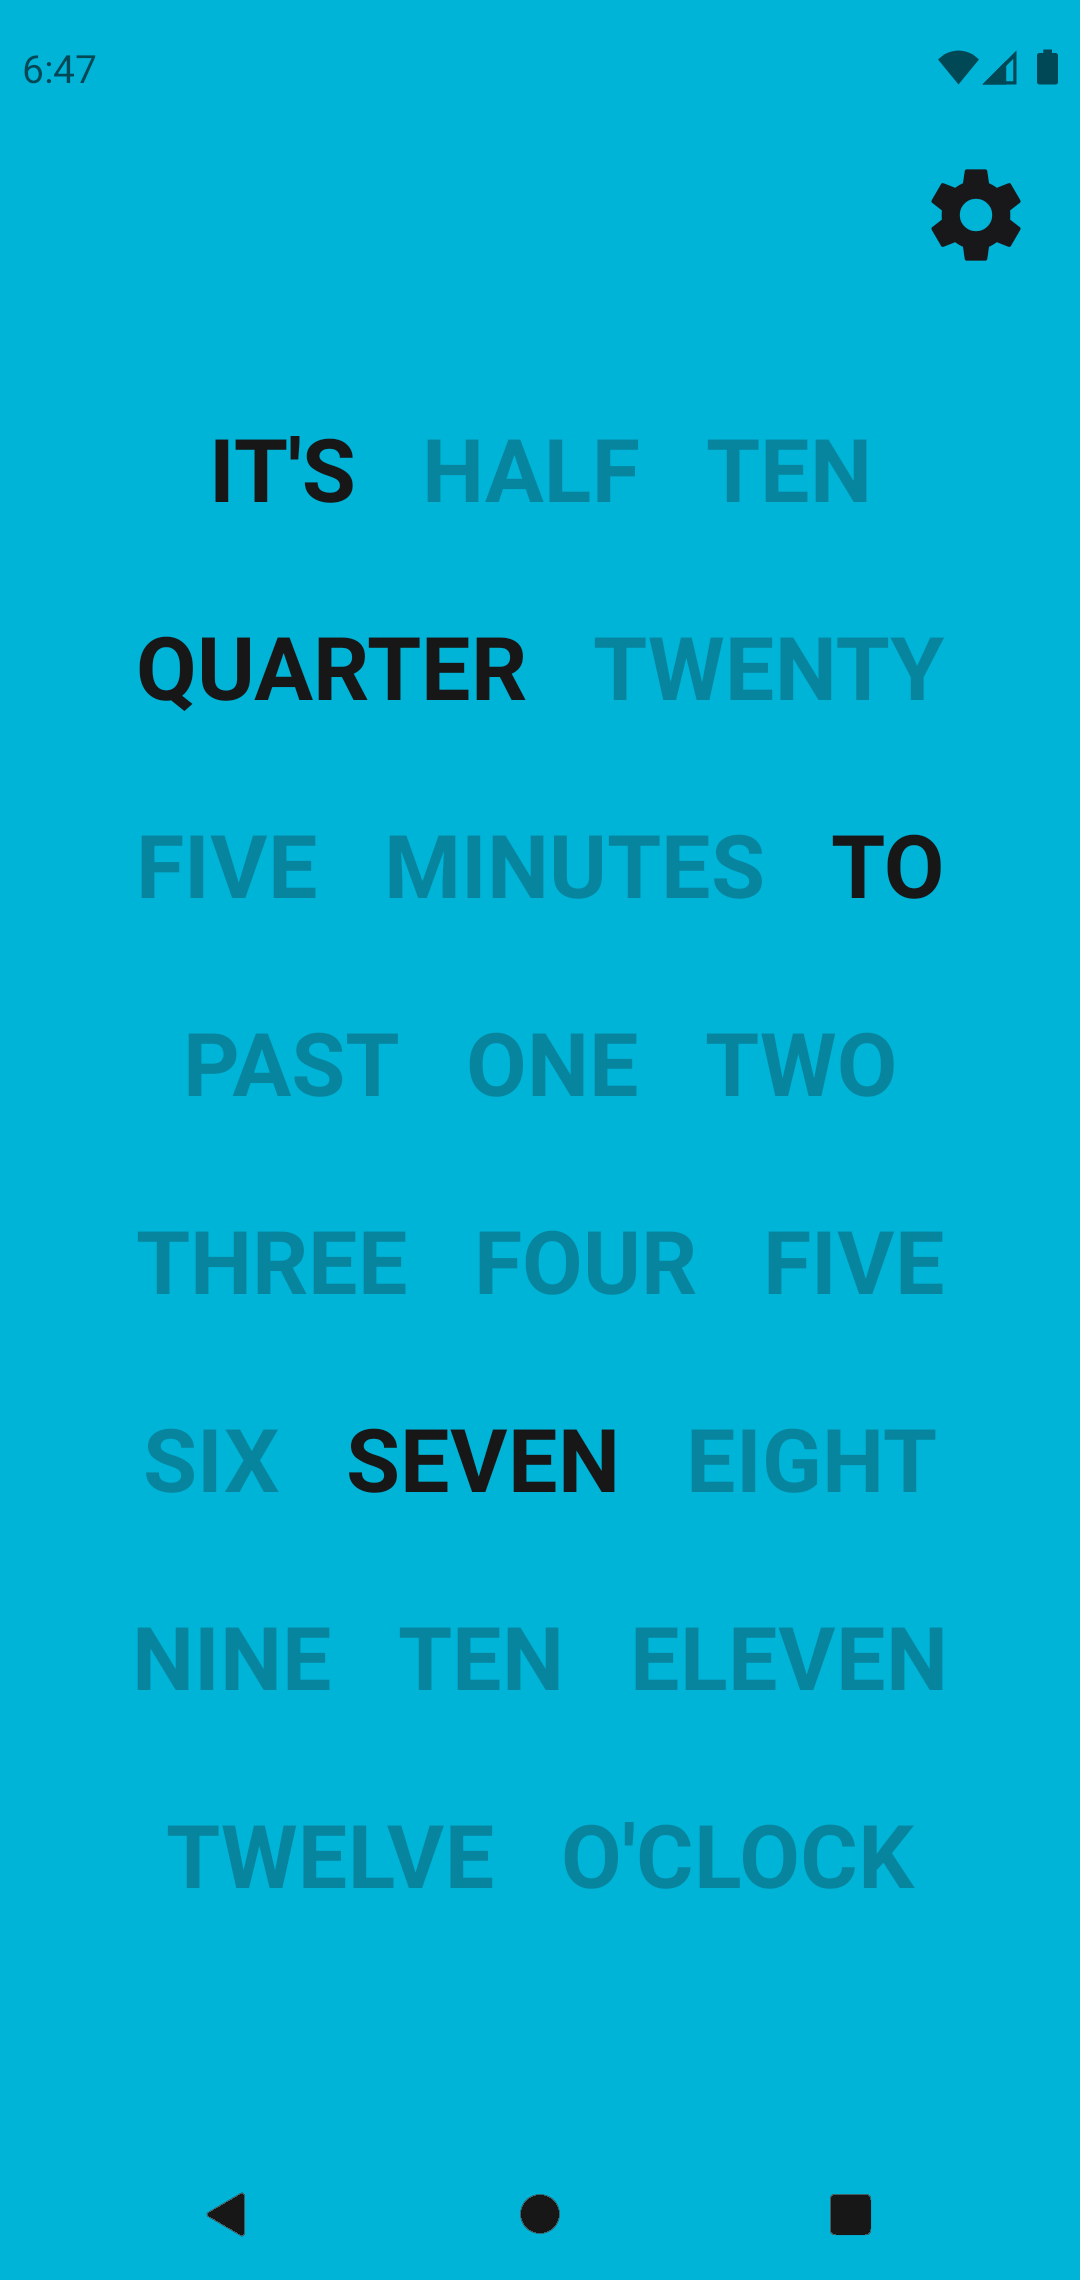 6:47
IT'S HALF TEN
QUARTER TWENTY
FIVE MINUTES TO
PAST ONE TWO
THREE FOUR FIVE
SIX SEVEN EIGHT
NINE TEN ELEVEN
TWELVE O'CLOCK